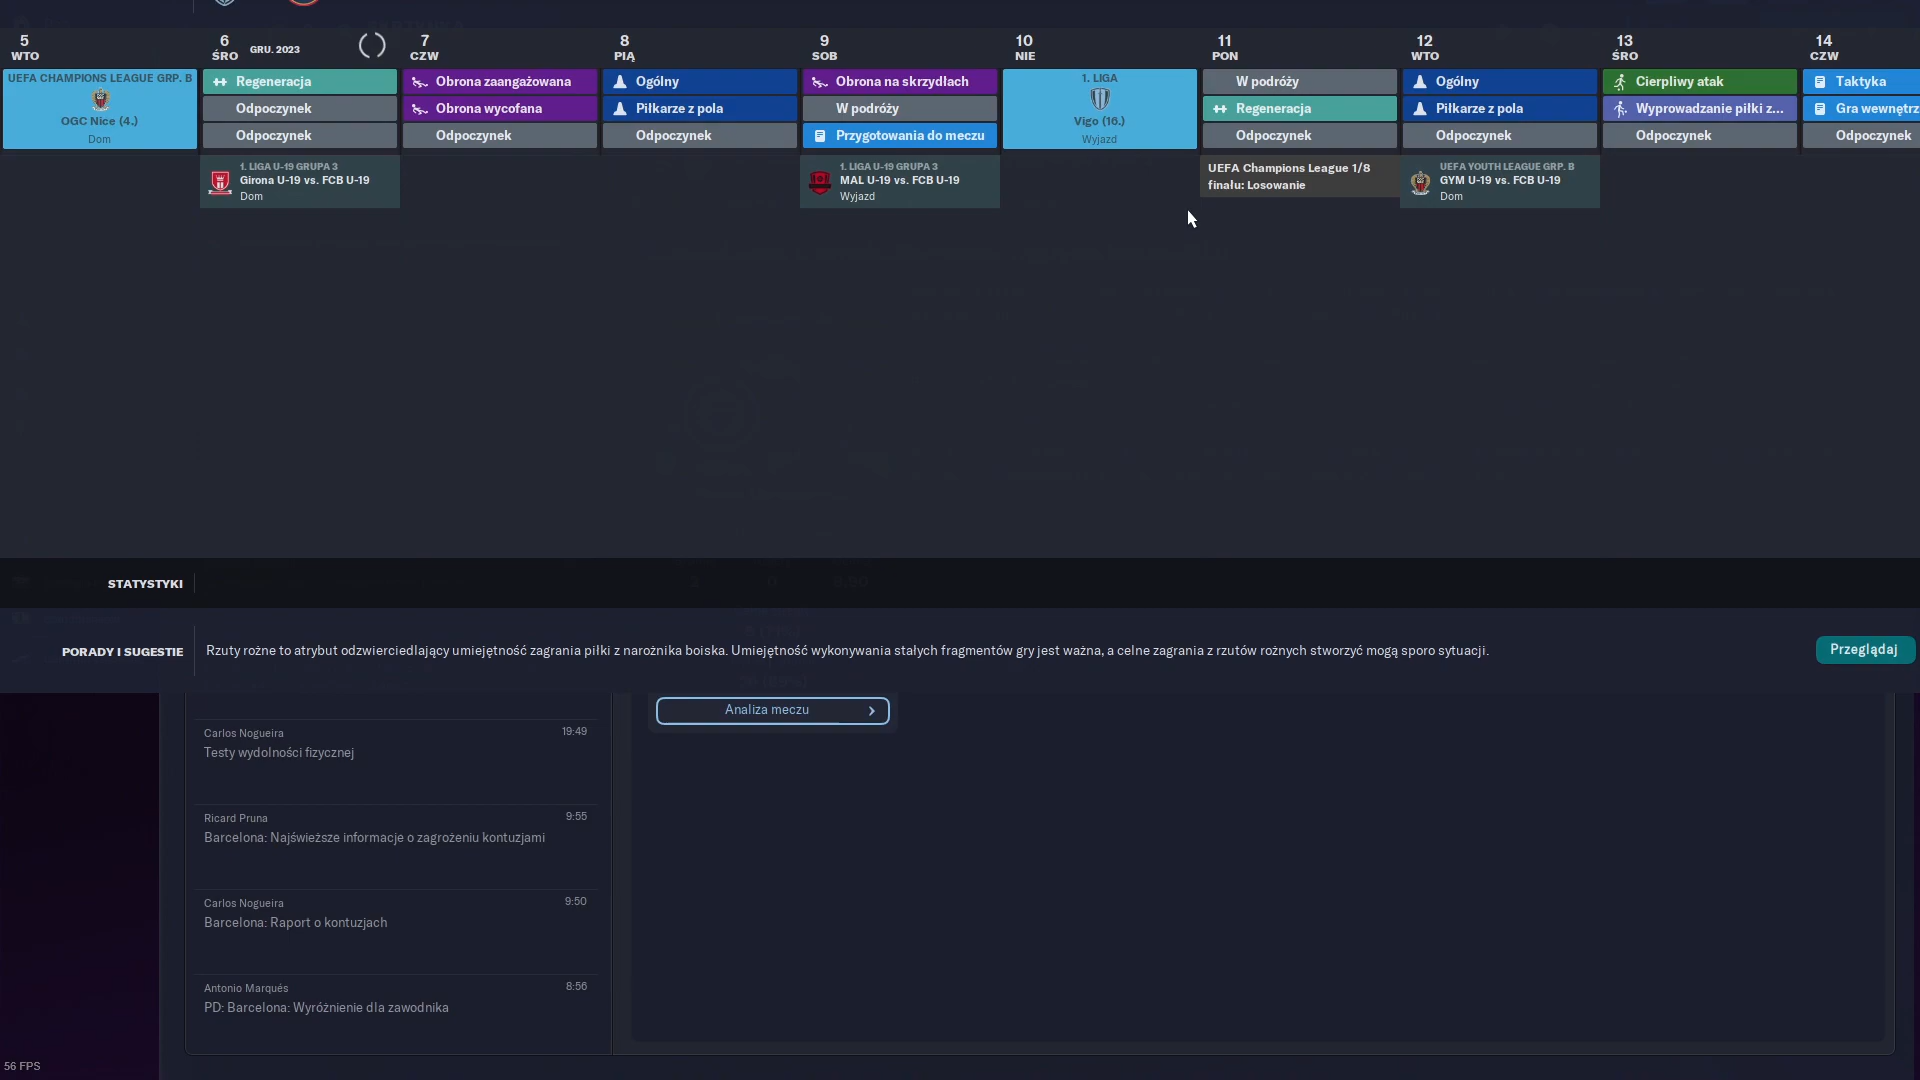 5
WTO
6
ŚRO
GRU. 2023
7
CZW
8
PIĄ
9
SOB
10
NIE
11
PON
12
WTO
13
ŚRO
14
CZW
UEFA CHAMPIONS LEAGUE GRP. B
OGC Nice (4.)
Dom
Regeneracja
Odpoczynek
Odpoczynek
1. LIGA U-19 GRUPA 3
Girona U-19 vs. FCB U-19
Dom
Obrona zaangażowana
Obrona wycofana
Odpoczynek
Ogólny
Piłkarze z pola
Odpoczynek
Obrona na skrzydłach
W podróży
Przygotowania do meczu
1. LIGA U-19 GRUPA 3
MAL U-19 vs. FCB U-19
Wyjazd
1. LIGA
Vigo (16.)
Wyjazd
W podróży
Regeneracja
Odpoczynek
UEFA Champions League 1/8
finału: Losowanie
Ogólny
Piłkarze z pola
Odpoczynek
UEFA YOUTH LEAGUE GRP. B
GYM U-19 vs. FCB U-19
Dom
Cierpliwy atak
Wyprowadzanie piłki z...
Odpoczynek
Taktyka
Gra wewnętrz
Odpoczynek
STATYSTYKI
PORADY I SUGESTIE
Rzuty rożne to atrybut odzwierciedlający umiejętność zagrania piłki z narożnika boiska. Umiejętność wykonywania stałych fragmentów gry jest ważna, a celne zagrania z rzutów rożnych stworzyć mogą sporo sytuacji.
Przeglądaj
Analiza meczu
Carlos Nogueira
19:49
Testy wydolności fizycznej
Ricard Pruna
9:55
Barcelona: Najświeższe informacje o zagrożeniu kontuzjami
Carlos Nogueira
9:50
Barcelona: Raport o kontuzjach
Antonio Marqués
8:56
PD: Barcelona: Wyróżnienie dla zawodnika
56 FPS